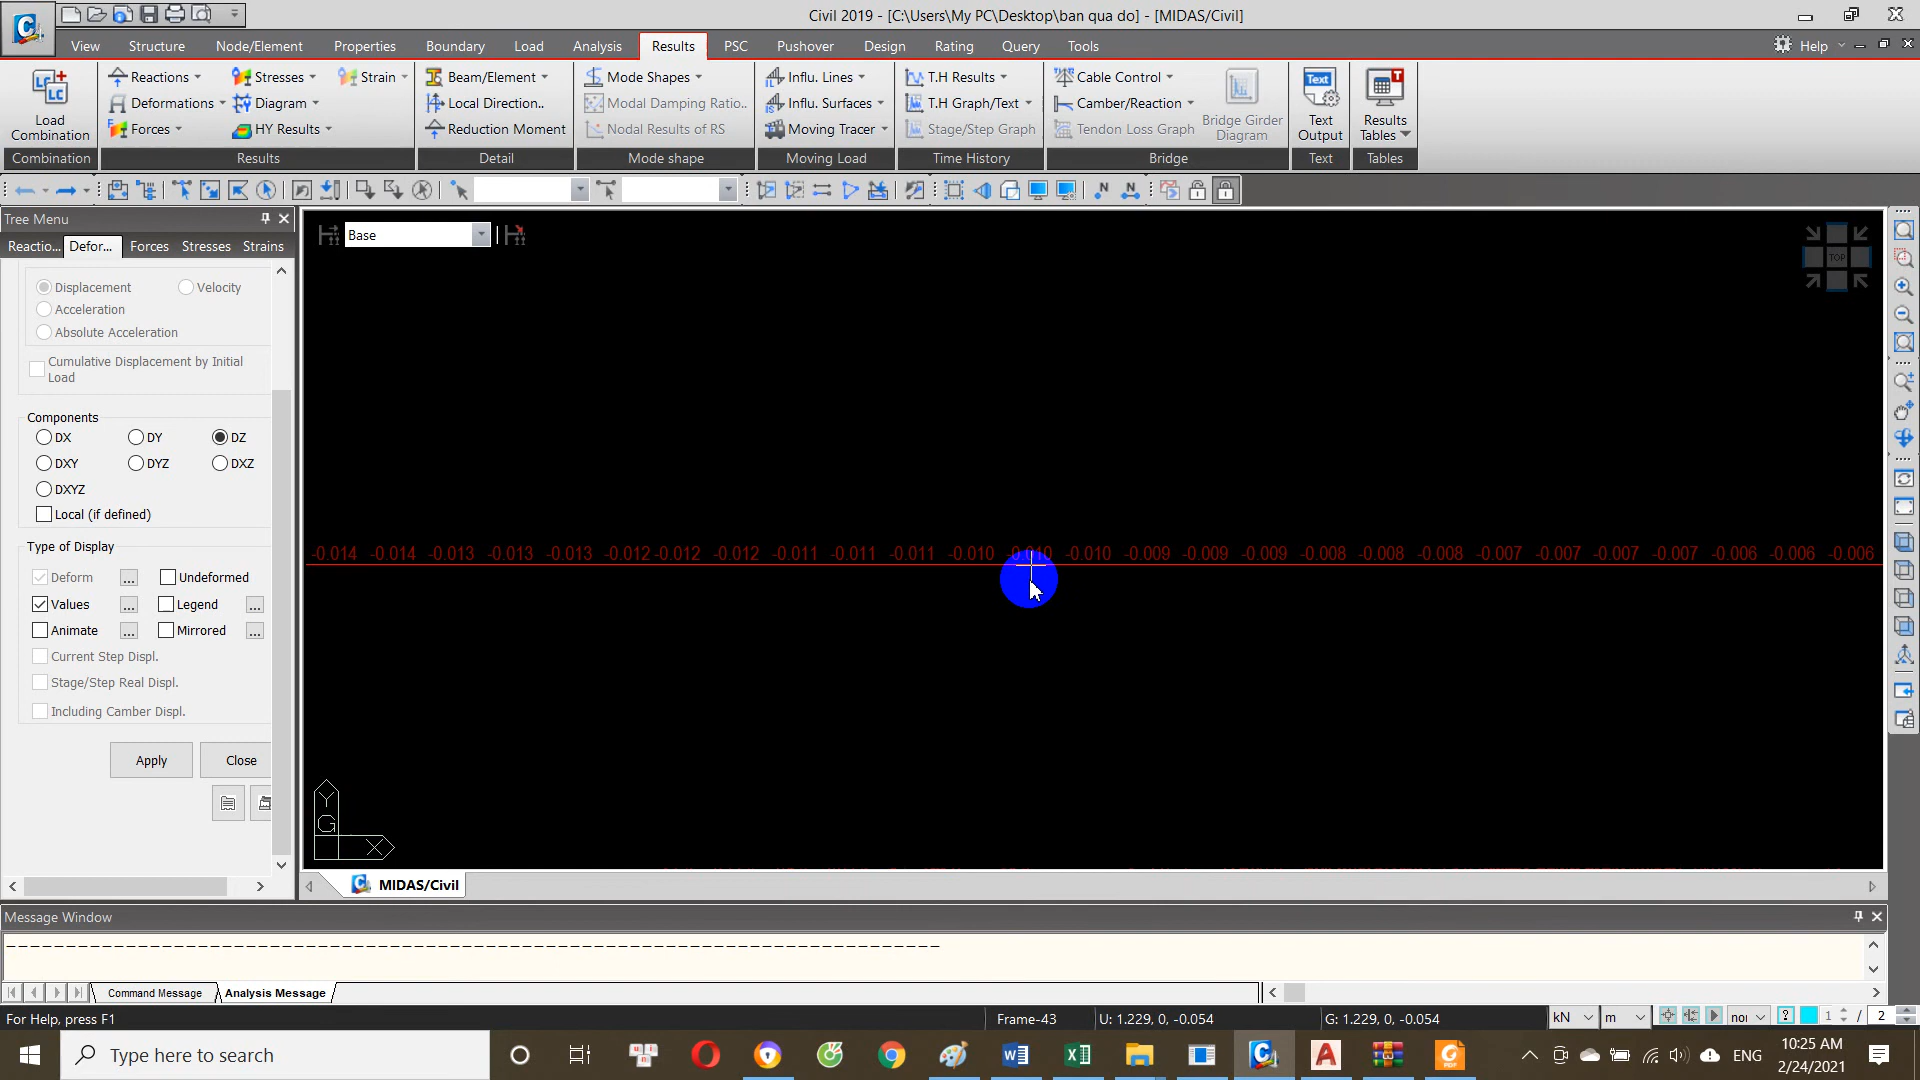 Civil 2019 - [C:\Users\My PC\Desktop\ban qua do] - [MIDAS/Civil]
View Structure Node/Element Properties Boundary Load Analysis Results PSC Pushover Design Rating Query Tools Help
Reactions Stresses Strain Beam/Element Mode Shapes Influ. Lines T.H Results Cable Control
Deformations Diagram Local Direction.. Modal Damping Ratio.. Influ. Surfaces T.H Graph/Text Camber/Reaction
Forces HY Results Reduction Moment Nodal Results of RS Moving Tracer Stage/Step Graph Tendon Loss Graph
Load Combination
Bridge Girder Diagram
Text Output
Results Tables
Combination Results Detail Mode shape Moving Load Time History Bridge Text Tables
Tree Menu
Reactio... Defor... Forces Stresses Strains
Base
TOP
Displacement Velocity
Acceleration
Absolute Acceleration
Cumulative Displacement by Initial
Load
Components
DX DY DZ
DXY DYZ DXZ
DXYZ
Local (if defined)
Type of Display
Deform ... Undeformed
Values ... Legend ...
Animate ... Mirrored ...
Current Step Displ.
Stage/Step Real Displ.
Including Camber Displ.
Apply Close
-0.014 -0.014 -0.013 -0.013 -0.013 -0.012 -0.012 -0.012 -0.011 -0.011 -0.011 -0.010 -0.010 -0.010 -0.009 -0.009 -0.009 -0.008 -0.008 -0.008 -0.007 -0.007 -0.007 -0.007 -0.006 -0.006 -0.006
Y
G
X
MIDAS/Civil
Message Window
Command Message Analysis Message
For Help, press F1 Frame-43 U: 1.229, 0, -0.054 G: 1.229, 0, -0.054 kN m 1 / 2
Type here to search
ENG
10:25 AM
2/24/2021